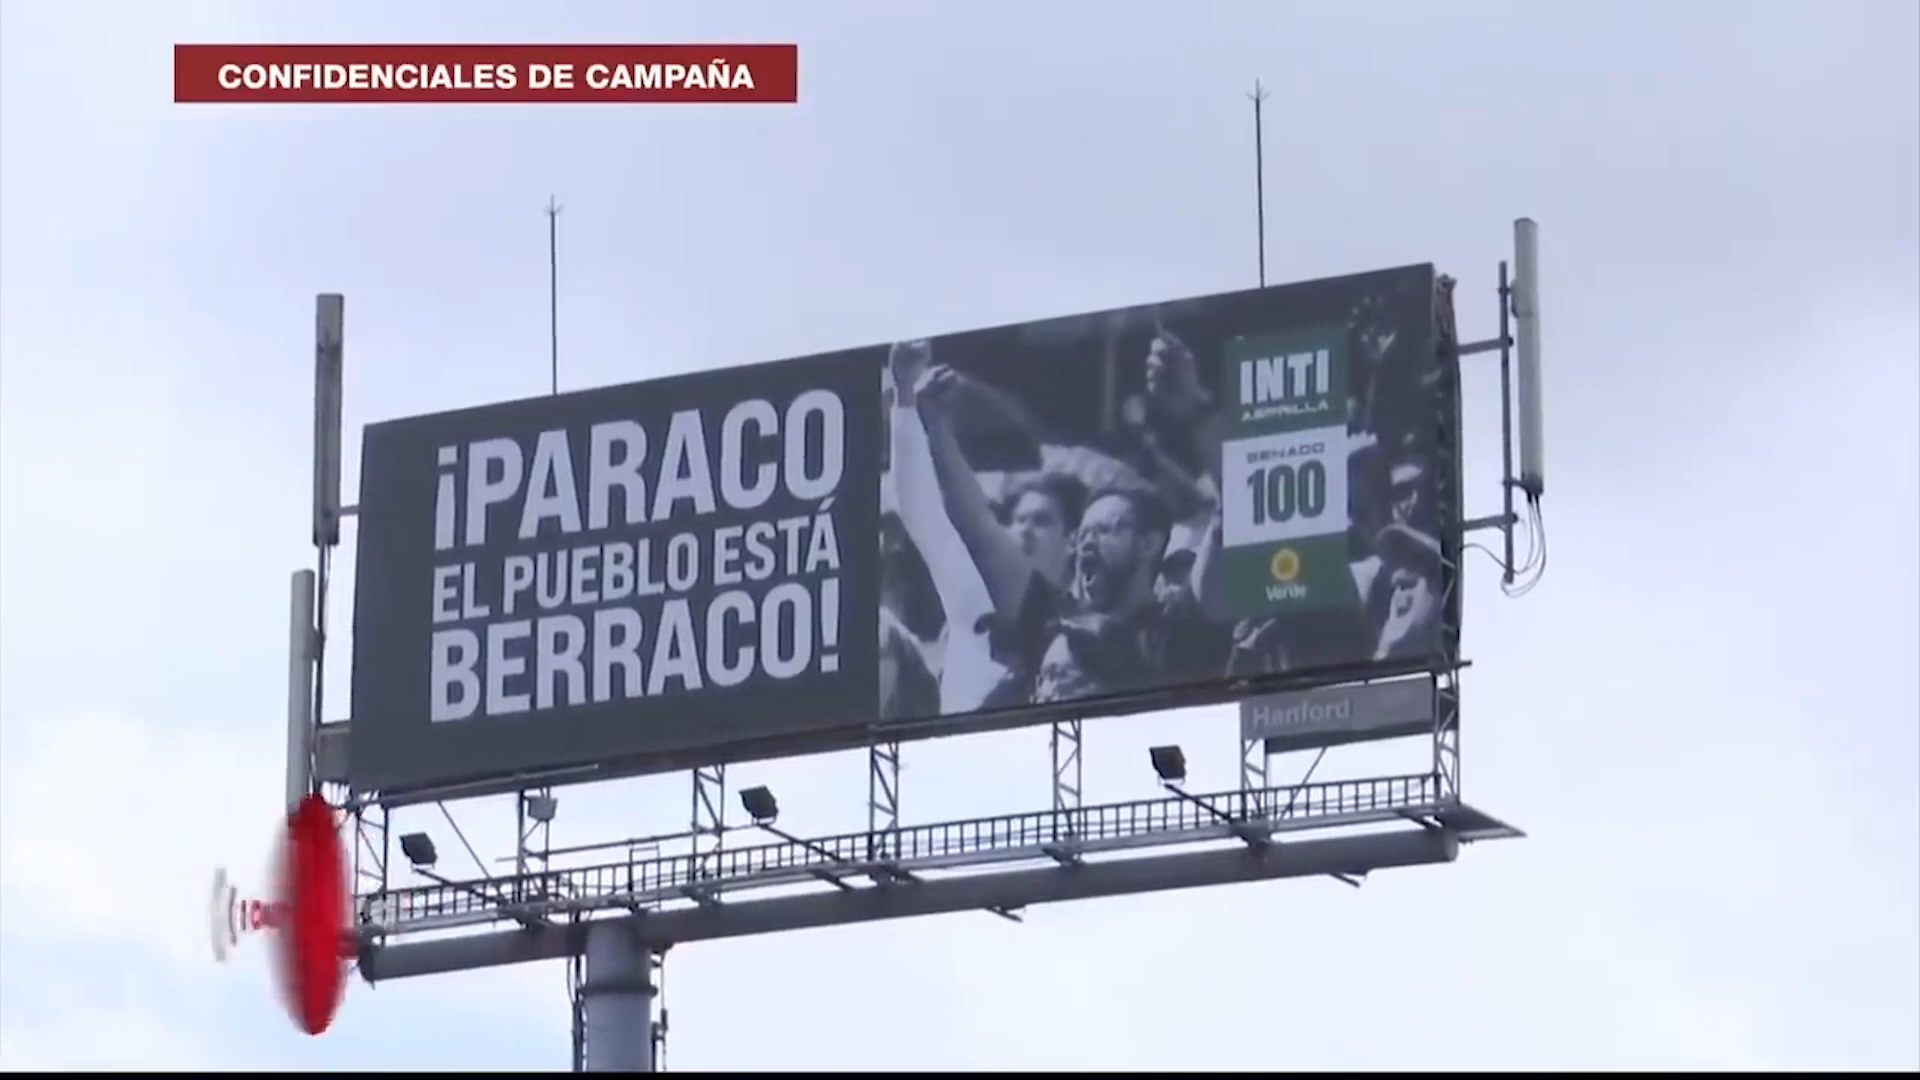 CONFIDENCIALES DE CAMPAÑA
¡PARACO
EL PUEBLO ESTÁ
BERRACO!
INTI
ASPRILLA
SENADO
100
Verde
Hanford